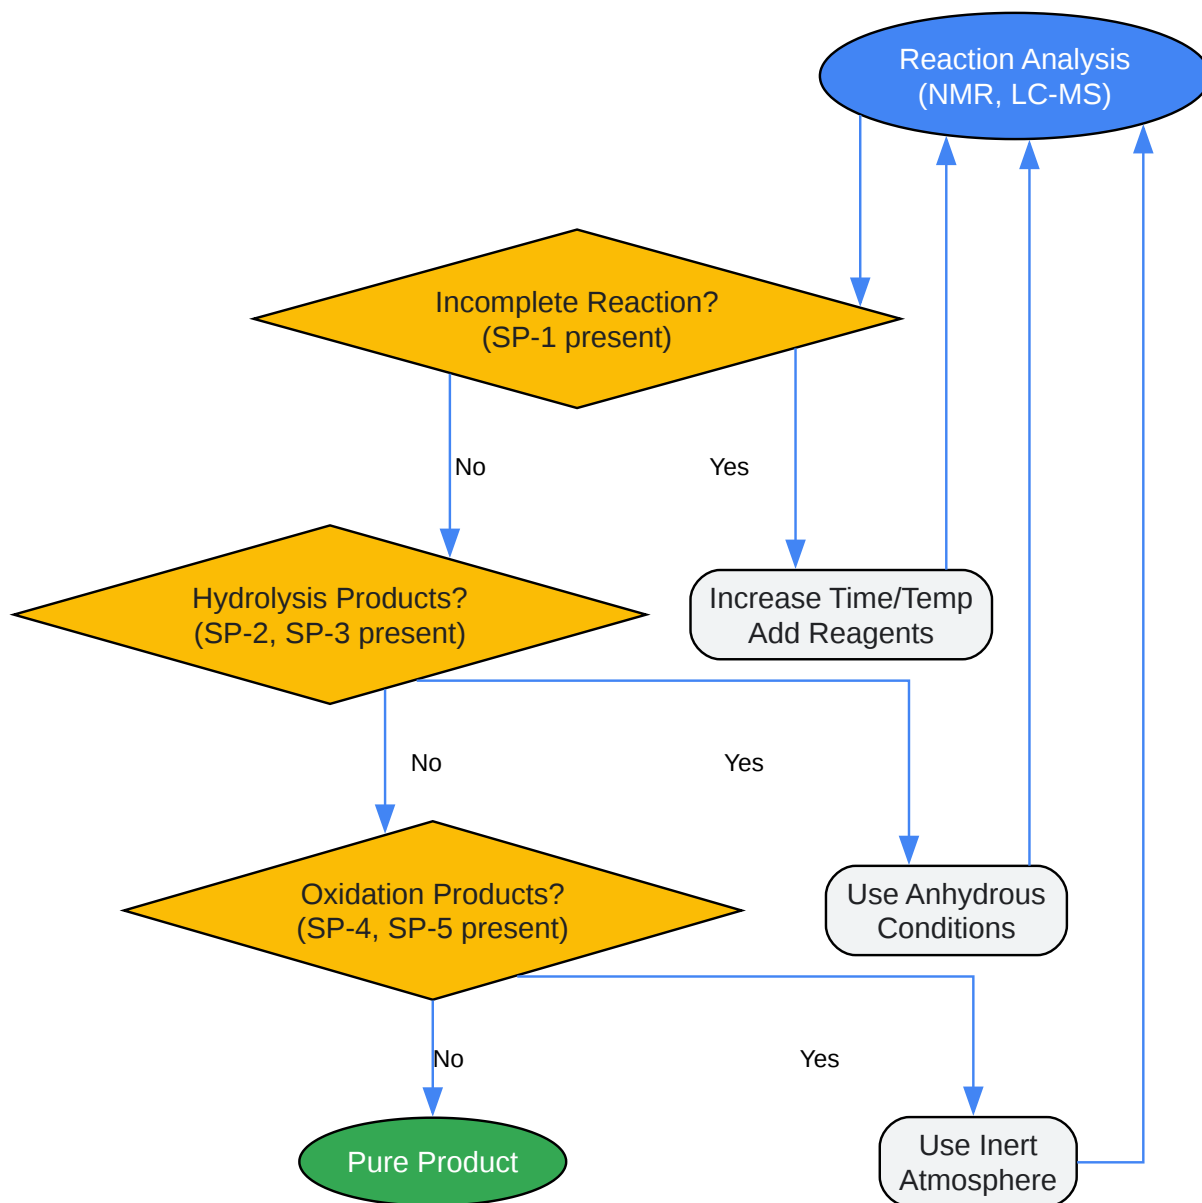 Reaction Analysis
(NMR, LC-MS)
Incomplete Reaction?
(SP-1 present)
No
Yes
Hydrolysis Products?
(SP-2, SP-3 present)
Increase Time/Temp
Add Reagents
No
Yes
Oxidation Products?
(SP-4, SP-5 present)
Use Anhydrous
Conditions
No
Yes
Pure Product
Use Inert
Atmosphere